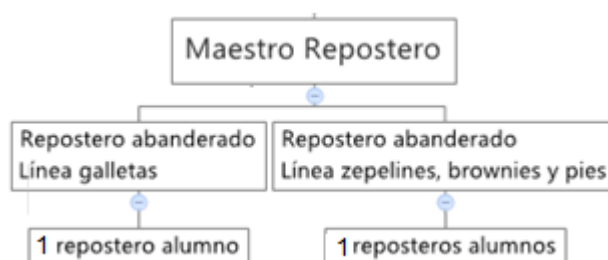 Maestro Repostero
Repostero abanderado
Línea galletas
Repostero abanderado
Línea zepelines, brownies y pies
1 repostero alumno
1 reposteros alumnos